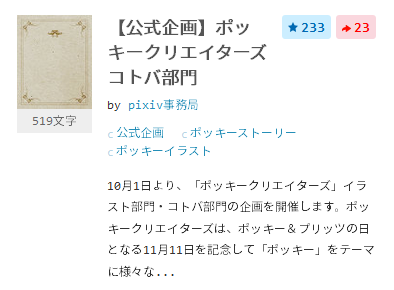 【公式企画】ポッ
キークリエイターズ
コトバ部門
★ 233
23
by pixiv事務局
519文字
c 公式企画 c ポッキーストーリー
c ポッキーイラスト
10月1日より、「ポッキークリエイターズ」イラ
スト部門・コトバ部門の企画を開催します。ポッ
キークリエイターズは、ポッキー＆プリッツの日
となる11月11日を記念して「ポッキー」をテーマ
に様々な...